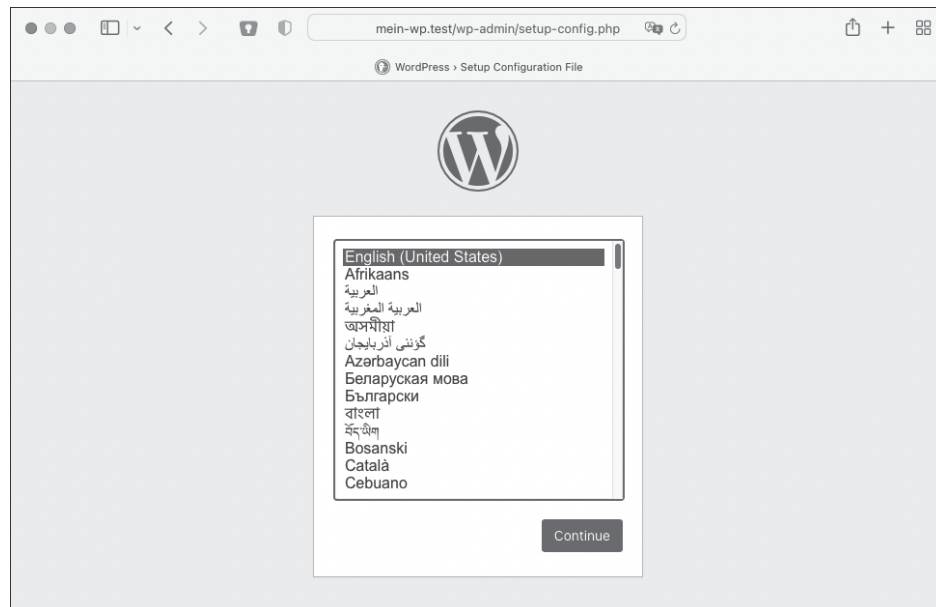 mein-wp.test/wp-admin/setup-config.php
WordPress › Setup Configuration File
English (United States)
Afrikaans
العربية
العربية المغربية
অসমীয়া
گؤنئی آذربایجان
Azərbaycan dili
Беларуская мова
Български
বাংলা
བོད་ཡིག
Bosanski
Català
Cebuano
Continue